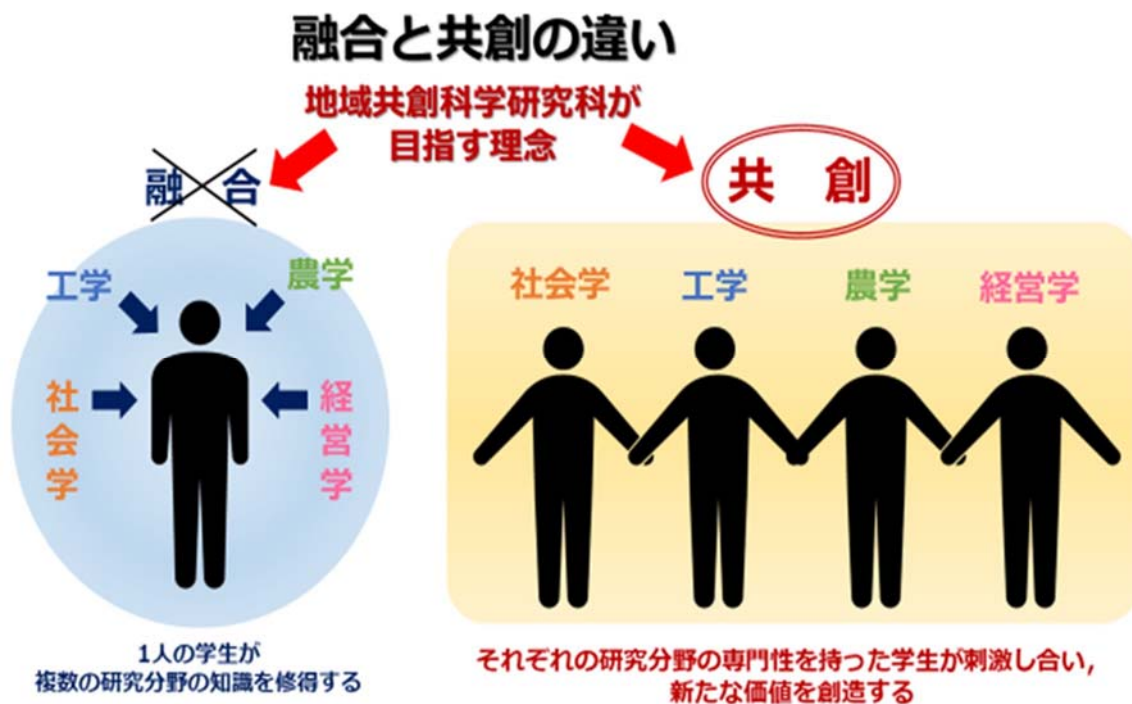 融合と共創の違い
地域共創科学研究科が
目指す理念
融 合
共 創
工学
農学
社会学
経営学
1人の学生が
複数の研究分野の知識を修得する
社会学 工学 農学 経営学
それぞれの研究分野の専門性を持った学生が刺激し合い,
新たな価値を創造する